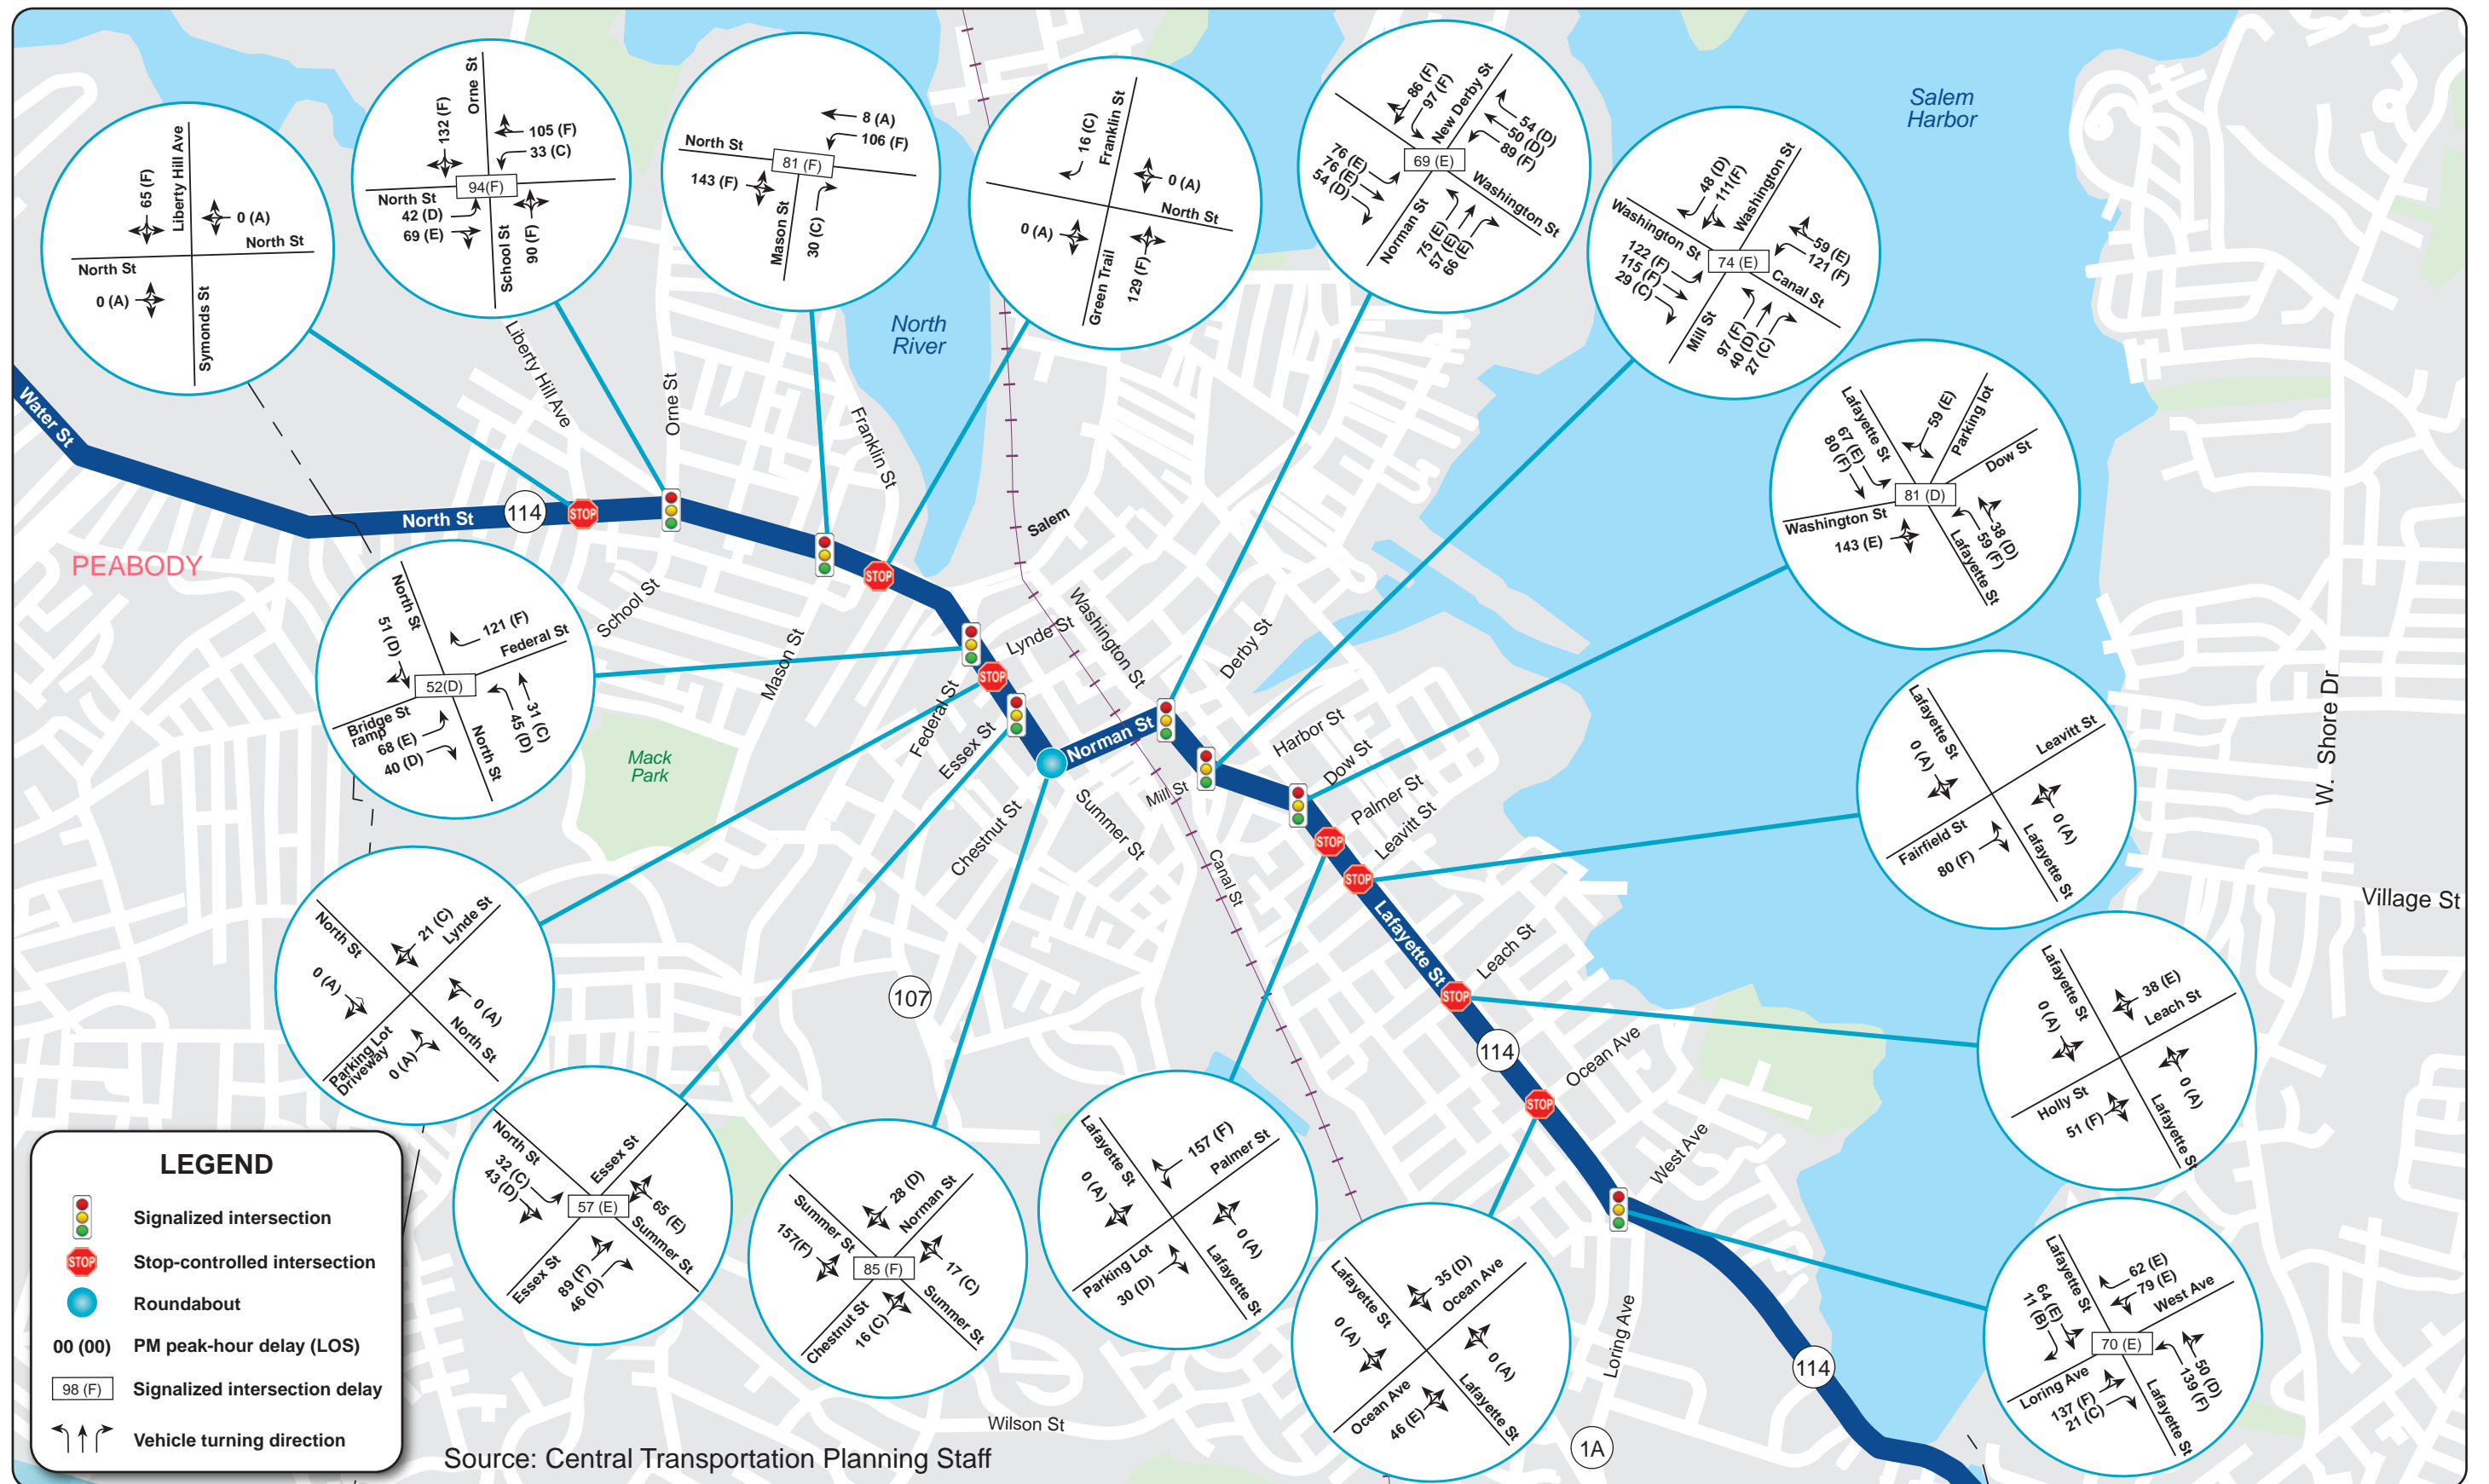 Salem
Harbor
North
River
65 (F)
Liberty Hill Ave
0 (A)
North St
North St
0 (A)
Symonds St
Orne St
132 (F)
105 (F)
33 (C)
94(F)
North St
42 (D)
69 (E)
School St
90 (F)
8 (A)
106 (F)
North St
81 (F)
143 (F)
Mason St
30 (C)
16 (C)
Franklin St
0 (A)
North St
0 (A)
Green Trail
129 (F)
86 (F)
97 (F)
New Derby St
54 (D)
50 (D)
89 (F)
69 (E)
76 (E)
76 (E)
54 (D)
Washington St
Norman St
75 (E)
57 (E)
66 (E)
48 (D)
111(F)
Washington St
Washington St
59 (E)
121 (F)
74 (E)
122 (F)
115 (F)
29 (C)
Canal St
Mill St
97 (F)
40 (D)
27 (C)
Lafayette St
59 (E)
Parking lot
67 (E)
80 (F)
Dow St
81 (D)
Washington St
143 (E)
38 (D)
59 (F)
Lafayette St
Lafayette St
0 (A)
Leavitt St
Fairfield St
80 (F)
0 (A)
Lafayette St
Lafayette St
0 (A)
38 (E)
Leach St
Holly St
51 (F)
0 (A)
Lafayette St
Lafayette St
62 (E)
79 (E)
West Ave
64 (E)
11 (B)
70 (E)
Loring Ave
137 (F)
21 (C)
50 (D)
139 (F)
Lafayette St
North St
51 (D)
121 (F)
Federal St
52(D)
Bridge St
ramp
68 (E)
40 (D)
31 (C)
45 (D)
North St
North St
21 (C)
Lynde St
0 (A)
0 (A)
North St
Parking Lot
Driveway
0 (A)
North St
32 (C)
43 (D)
Essex St
57 (E)
65 (E)
Summer St
Essex St
89 (F)
46 (D)
Summer St
157(F)
28 (D)
Norman St
85 (F)
17 (C)
Chestnut St
16 (C)
Summer St
Lafayette St
0 (A)
157 (F)
Palmer St
Parking Lot
30 (D)
0 (A)
Lafayette St
Lafayette St
0 (A)
35 (D)
Ocean Ave
Ocean Ave
46 (E)
0 (A)
Lafayette St
Water St
North St
114
STOP
STOP
STOP
STOP
STOP
STOP
STOP
PEABODY
Liberty Hill Ave
Orne St
Franklin St
School St
Mason St
Mack
Park
Salem
Lynde St
Washington St
Derby St
Federal St
Essex St
Norman St
Harbor St
Dow St
Palmer St
Leavitt St
Mill St
Chestnut St
Summer St
Canal St
Lafayette St
Leach St
107
114
Ocean Ave
West Ave
Loring Ave
114
1A
Wilson St
W. Shore Dr
Village St
LEGEND
Signalized intersection
STOP
Stop-controlled intersection
Roundabout
00 (00)
PM peak-hour delay (LOS)
98 (F)
Signalized intersection delay
Vehicle turning direction
Source: Central Transportation Planning Staff